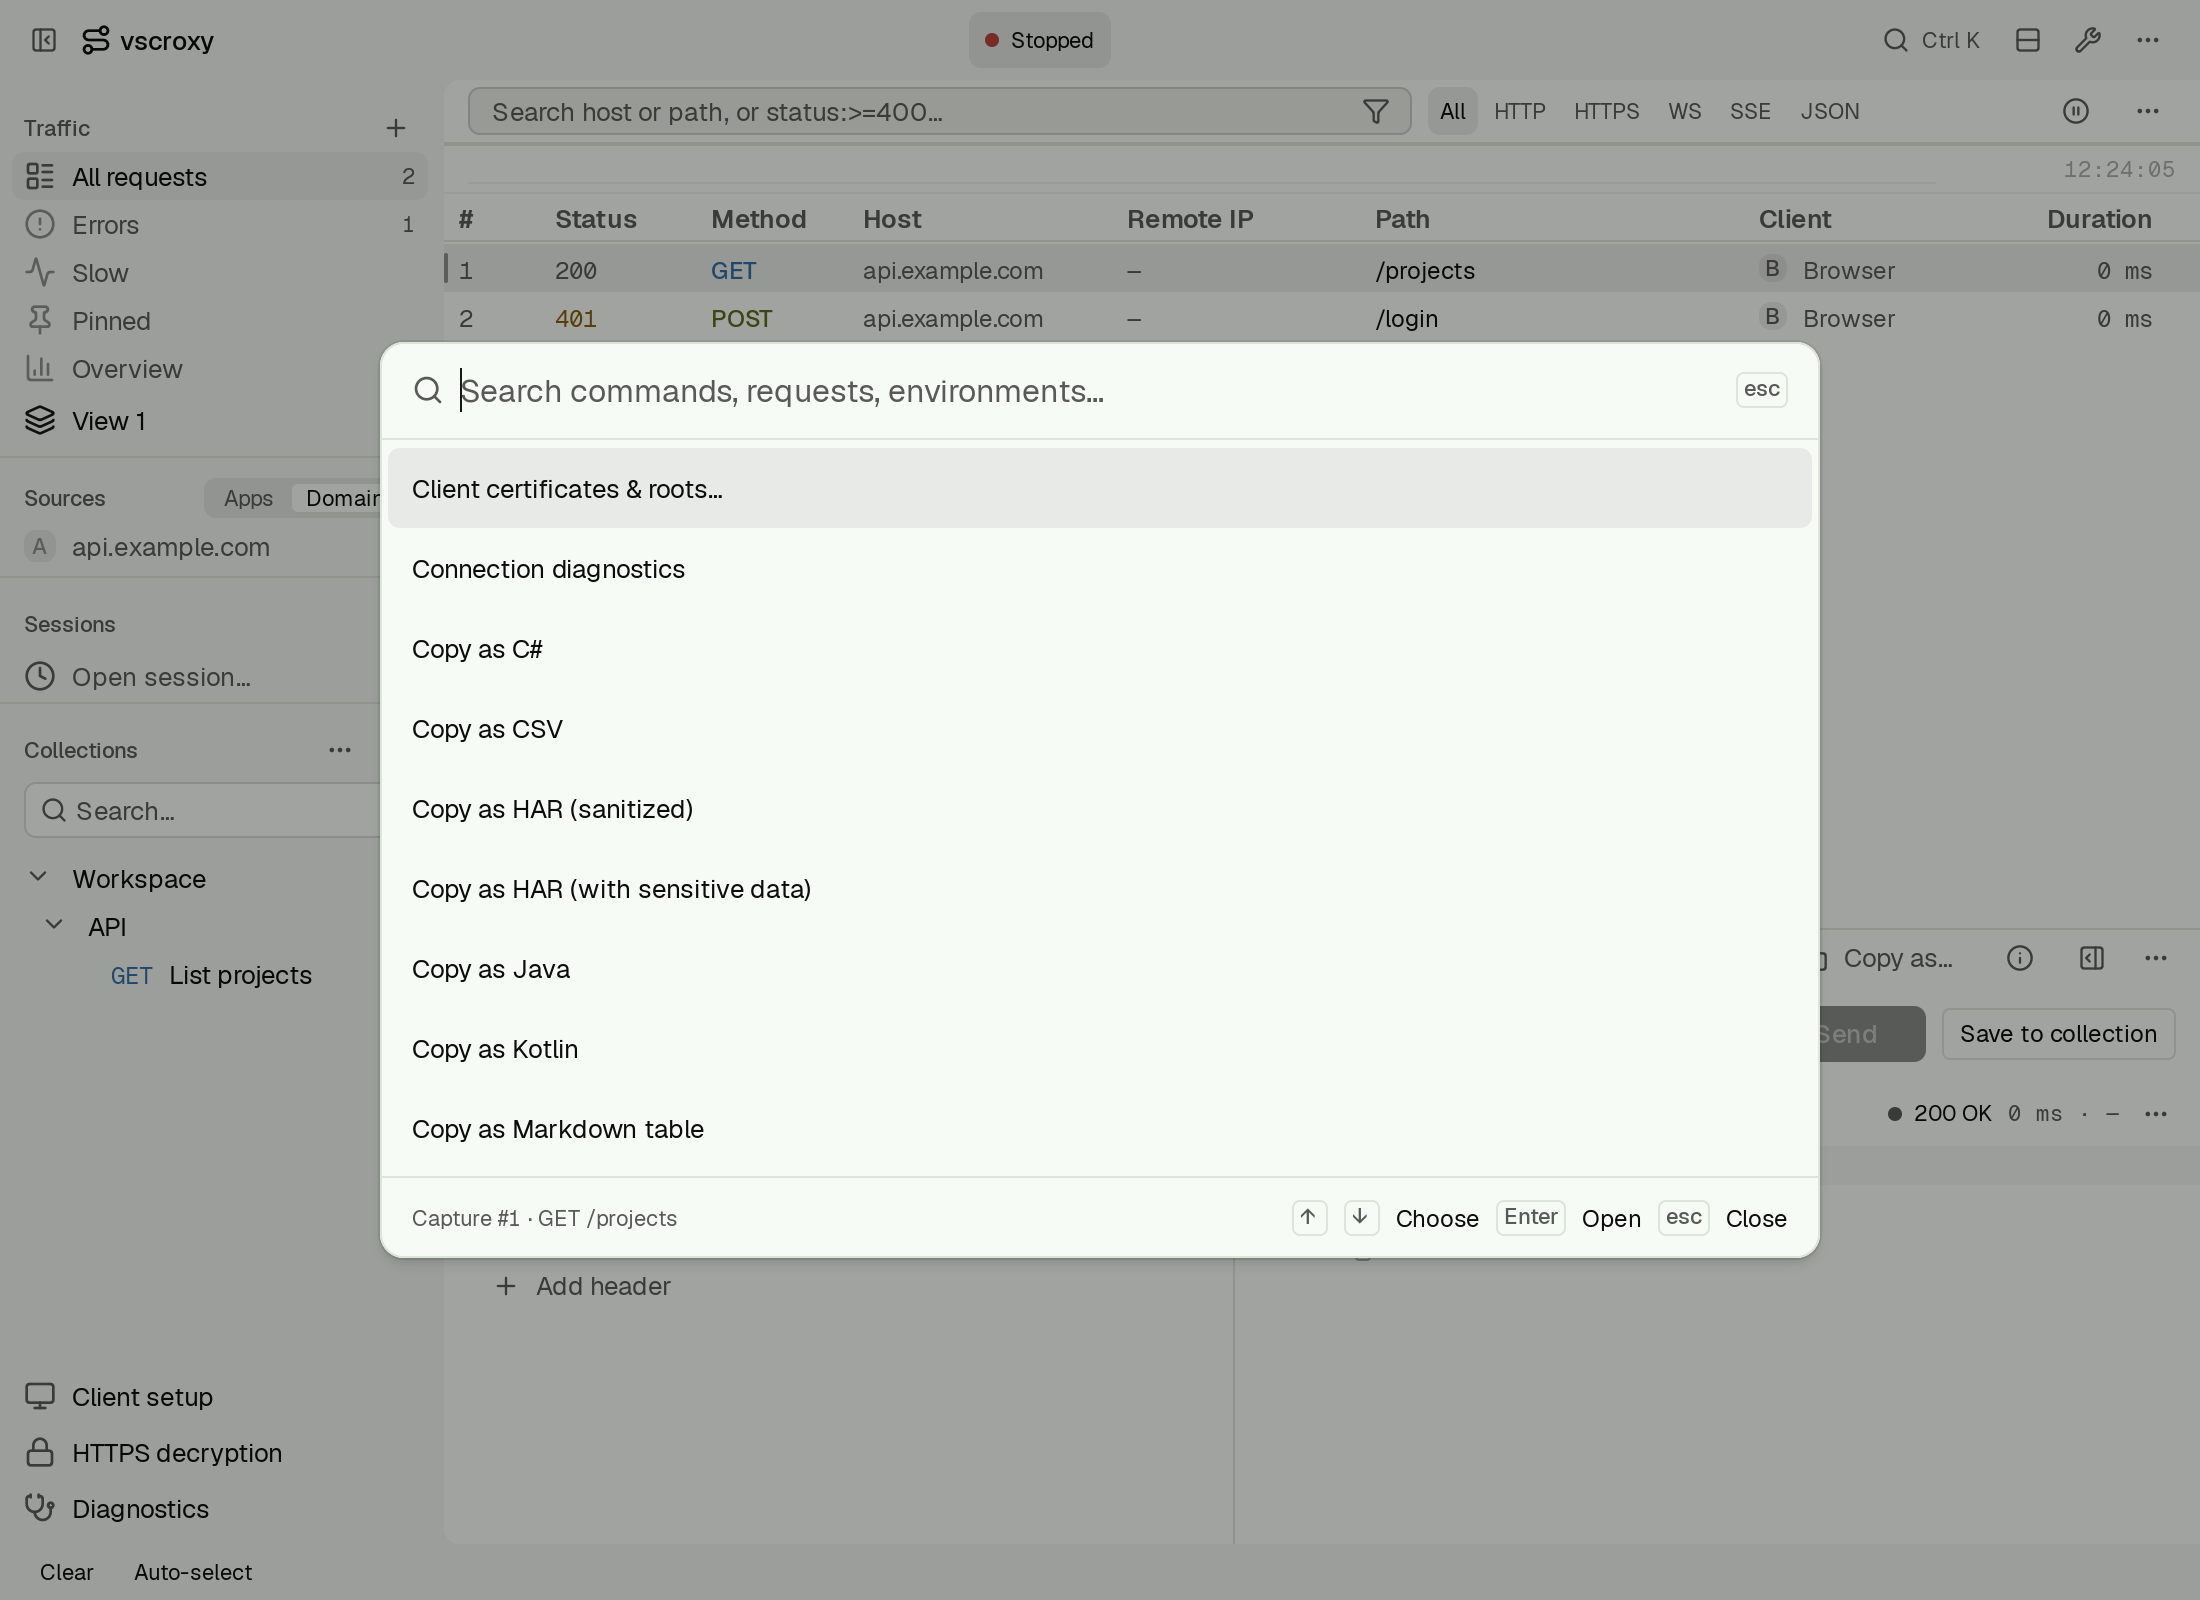 vscroxy
Stopped
Ctrl K
Traffic
All requests 2
Errors 1
Slow
Pinned
Overview
View 1
Sources Apps
A api.example.com
Sessions
Open session…
Collections
Search…
Workspace
API
GET List projects
Client setup
HTTPS decryption
Diagnostics
Clear Auto-select
Search host or path, or status:>=400…
All HTTP HTTPS WS SSE JSON
12:24:05
# Status Method Host Remote IP Path Client Duration
1 200 GET api.example.com – /projects B Browser 0 ms
2 401 POST api.example.com – /login B Browser 0 ms
Search commands, requests, environments…
esc
Client certificates & roots…
Connection diagnostics
Copy as C#
Copy as CSV
Copy as HAR (sanitized)
Copy as HAR (with sensitive data)
Copy as Java
Copy as Kotlin
Copy as Markdown table
Capture #1 · GET /projects
↑ ↓ Choose Enter Open esc Close
Copy as…
Send Save to collection
200 OK 0 ms · –
Add header